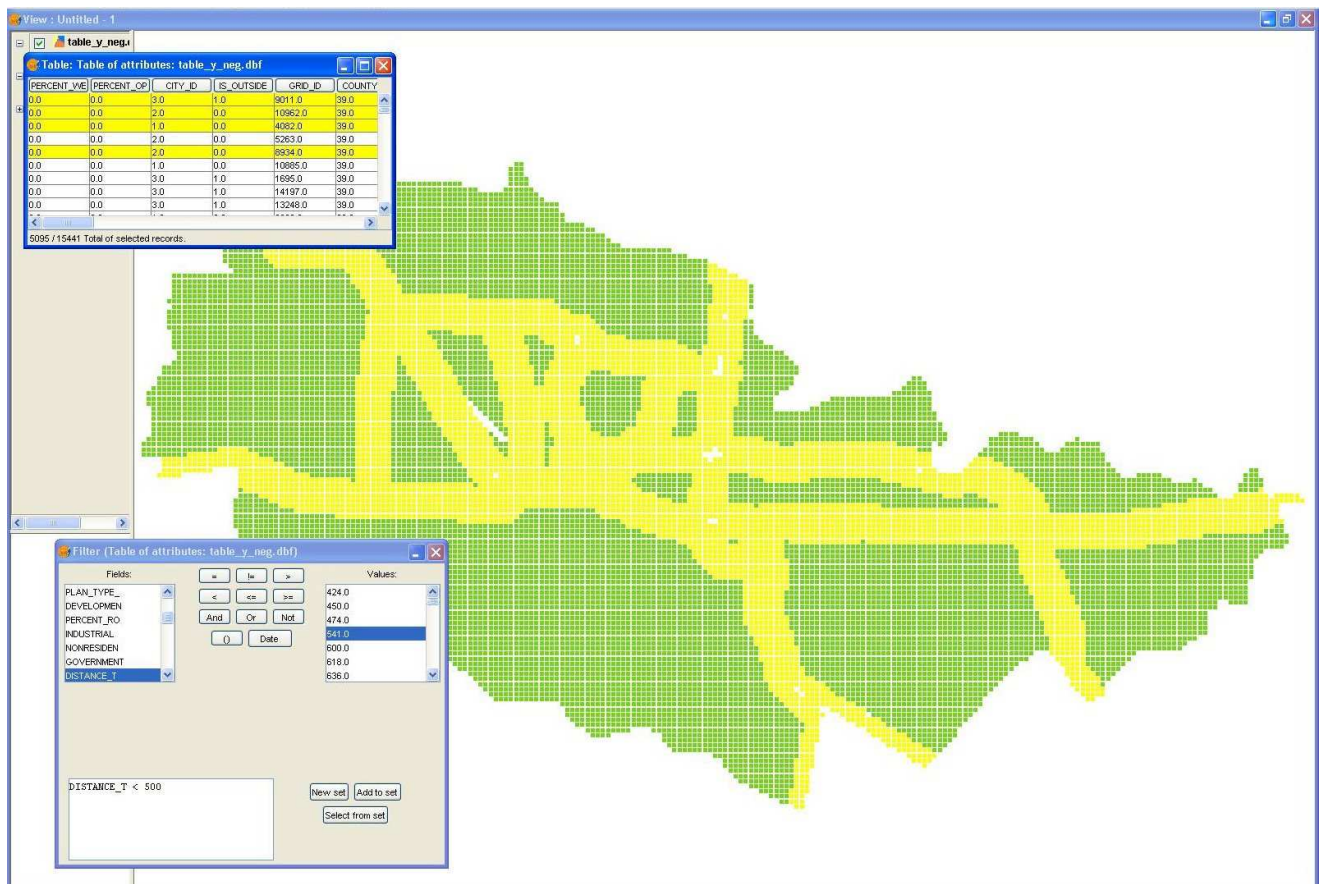 View : Untitled - 1
table_y_neg.
Table: Table of attributes: table_y_neg.dbf
PERCENT_WE PERCENT_OP CITY_ID IS_OUTSIDE GRID_ID COUNTY
0.0 0.0 3.0 1.0 9011.0 39.0
0.0 0.0 2.0 0.0 10962.0 39.0
0.0 0.0 1.0 0.0 4082.0 39.0
0.0 0.0 2.0 0.0 5263.0 39.0
0.0 0.0 2.0 0.0 8934.0 39.0
0.0 0.0 1.0 0.0 10885.0 39.0
0.0 0.0 3.0 1.0 1695.0 39.0
0.0 0.0 3.0 1.0 14197.0 39.0
0.0 0.0 3.0 1.0 13248.0 39.0
5095 / 15441 Total of selected records.
Filter (Table of attributes: table_y_neg.dbf)
Fields: Values:
PLAN_TYPE_ = != > 424.0
DEVELOPMEN < <= >= 450.0
PERCENT_RO And Or Not 474.0
INDUSTRIAL () Date 541.0
NONRESIDEN 600.0
GOVERNMENT 618.0
DISTANCE_T 636.0
DISTANCE_T < 500
New set Add to set
Select from set